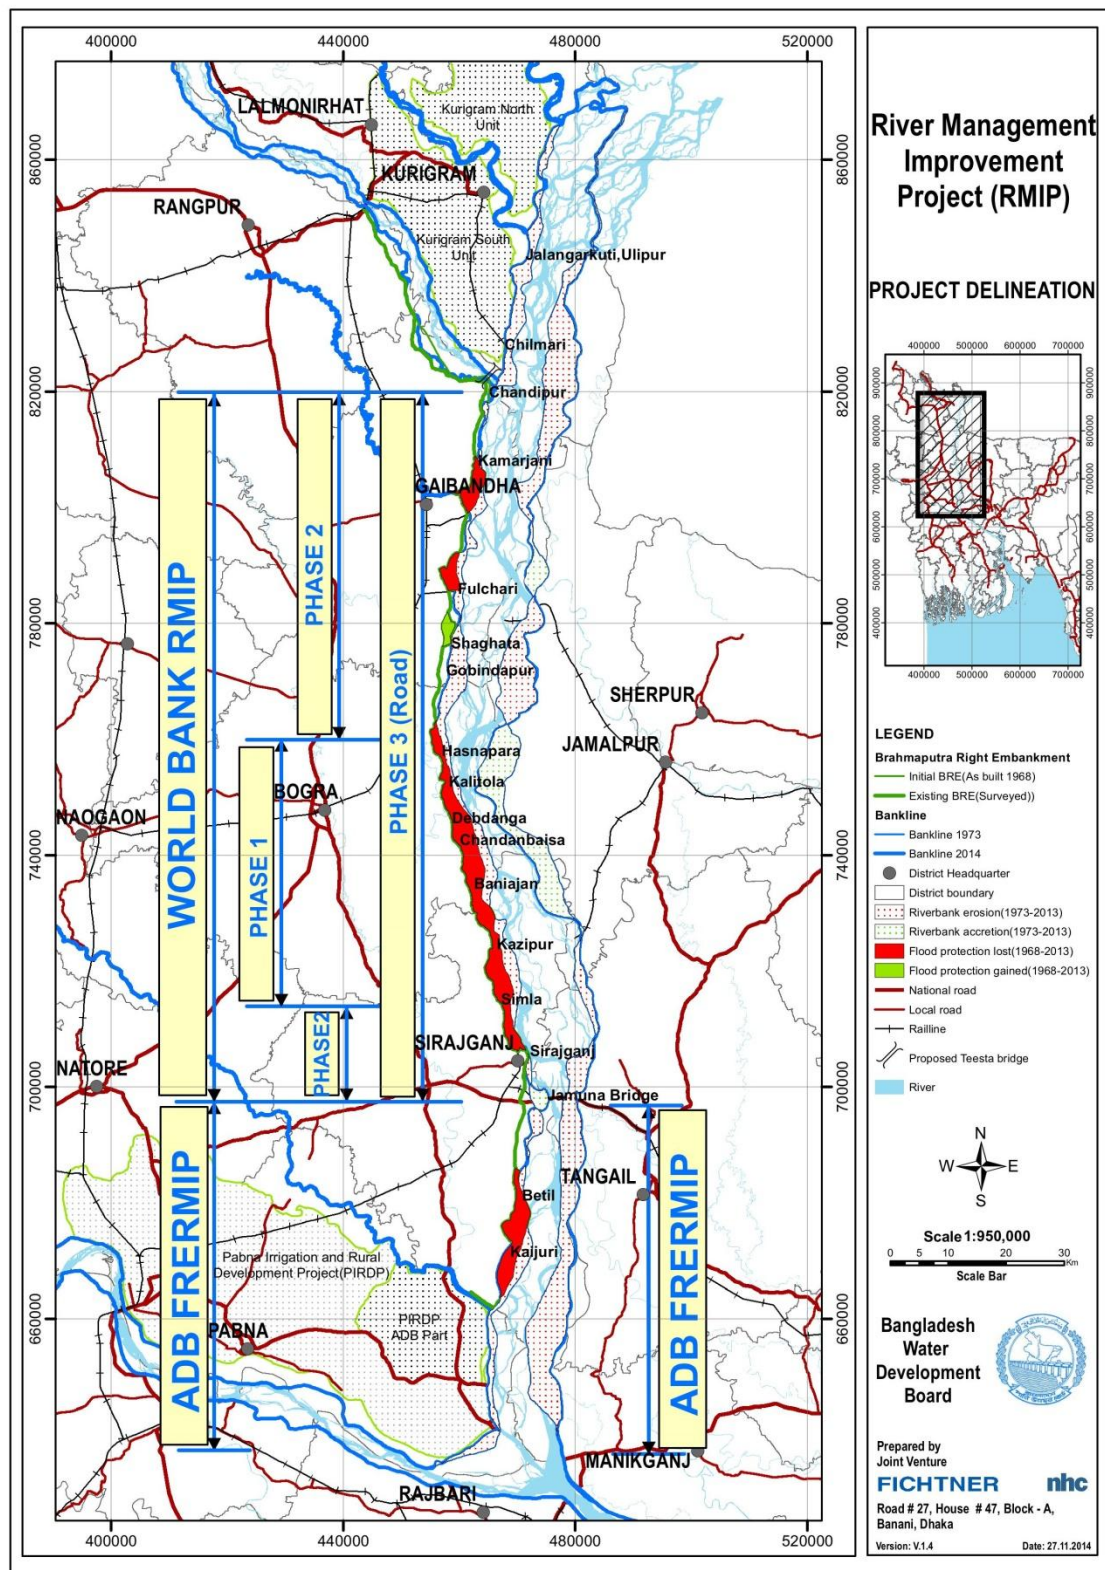 400000
440000
480000
520000
860000
820000
780000
740000
700000
660000
LALMONIRHAT
Kurigram North
Unit
KURIGRAM
RANGPUR
Kurigram South
Unit
Jalangarkuti,Ulipur
Chilmari
Chandipur
Kamarjani
GAIBANDHA
Fulchari
Shaghata
Gobindapur
SHERPUR
JAMALPUR
Hasnapara
Kalitola
BOGRA
Debdanga
NAOGAON
Chandanbaisa
Baniajan
Kazipur
Simla
SIRAJGANJ
Sirajganj
NATORE
Jamuna Bridge
TANGAIL
Betil
Kaijuri
Pabna Irrigation and Rural
Development Project(PIRDP)
PIRDP
ADB Part
PABNA
MANIKGANJ
RAJBARI
WORLD BANK RMIP
PHASE 2
PHASE 3 (Road)
PHASE 1
PHASE2
ADB FRERMIP
ADB FRERMIP
400000
440000
480000
520000
River Management
Improvement
Project (RMIP)
PROJECT DELINEATION
400000
500000
600000
700000
900000
800000
700000
600000
500000
400000
900000
800000
700000
600000
500000
400000
400000
500000
600000
700000
LEGEND
Brahmaputra Right Embankment
Initial BRE(As built 1968)
Existing BRE(Surveyed))
Bankline
Bankline 1973
Bankline 2014
District Headquarter
District boundary
Riverbank erosion(1973-2013)
Riverbank accretion(1973-2013)
Flood protection lost(1968-2013)
Flood protection gained(1968-2013)
National road
Local road
Railline
Proposed Teesta bridge
River
N
W E
S
Scale 1:950,000
0 5 10 20 30
Km
Scale Bar
Bangladesh
Water
Development
Board
Prepared by
Joint Venture
FICHTNER nhc
Road # 27, House # 47, Block - A,
Banani, Dhaka
Version: V.1.4 Date: 27.11.2014